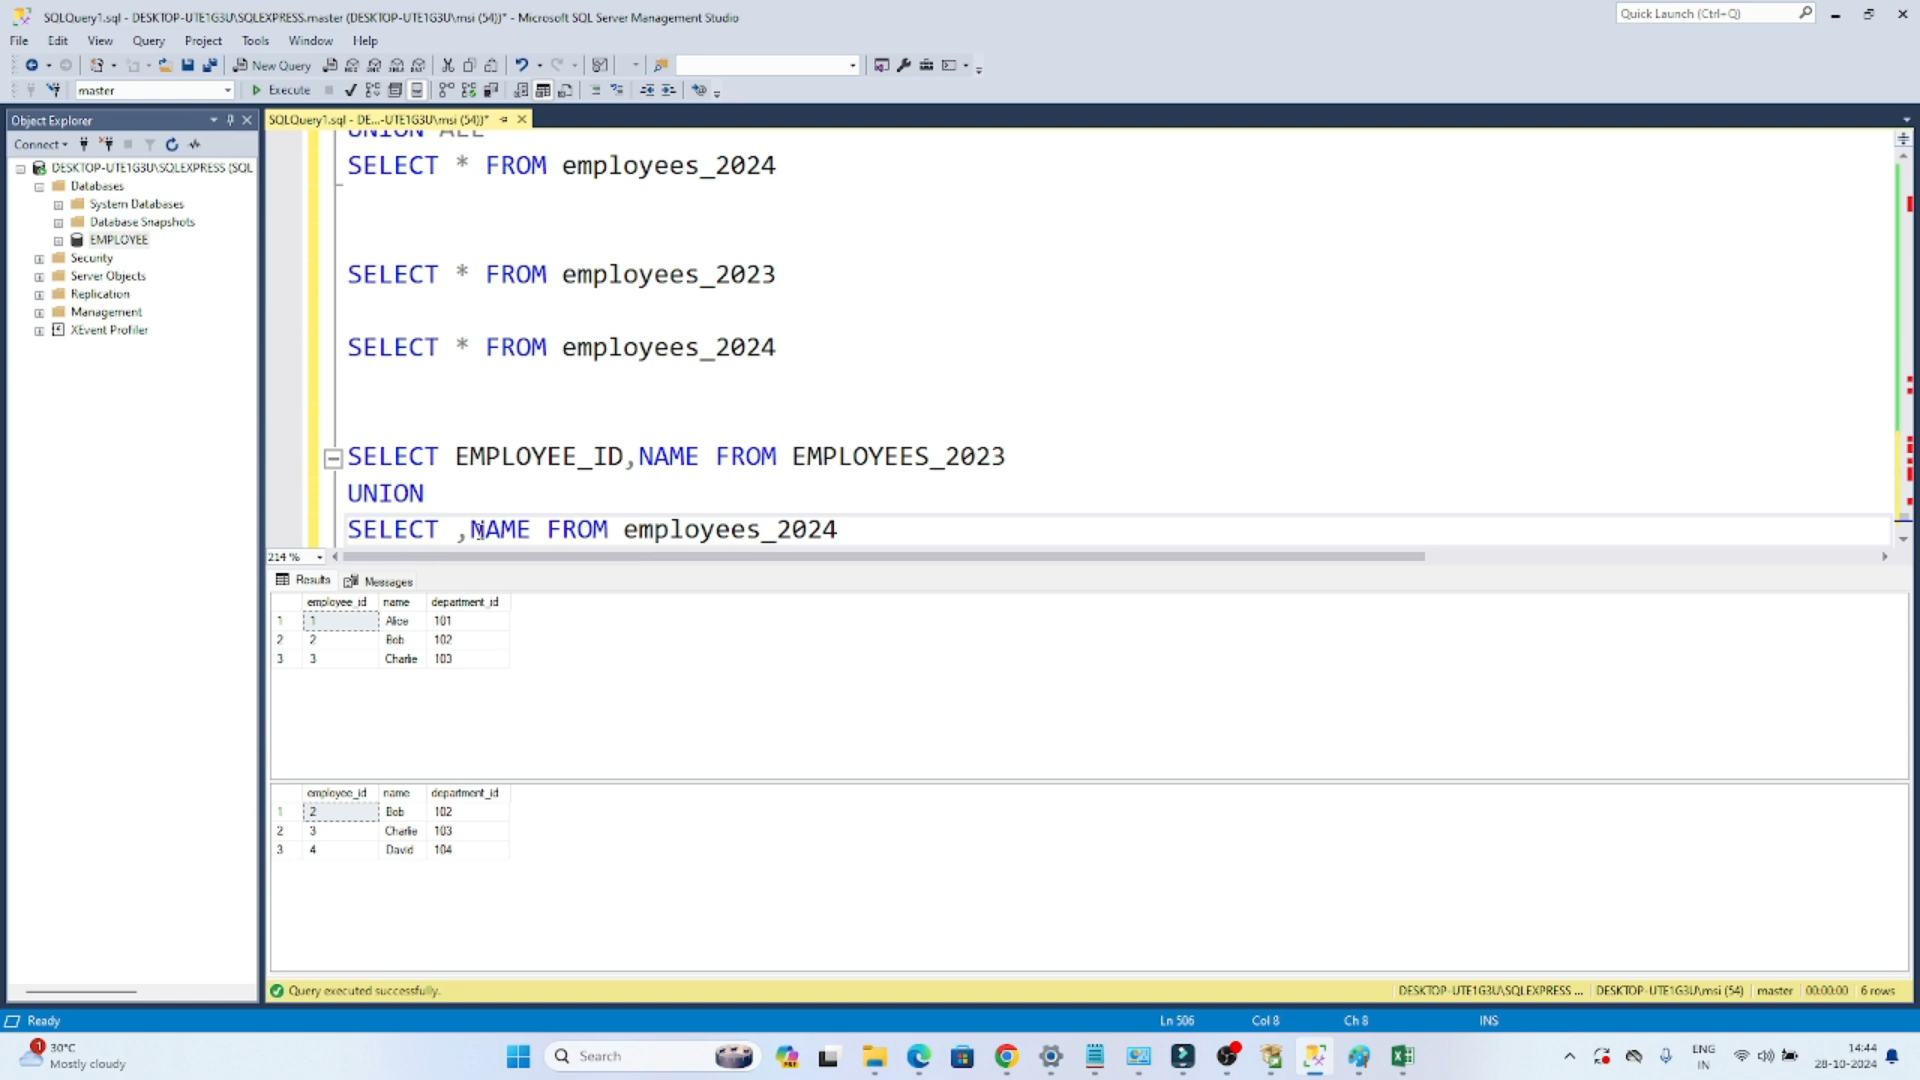 SQLQuery1.sql - DESKTOP-UTE1G3U\SQLEXPRESS.master (DESKTOP-UTE1G3U\msi (54))* - Microsoft SQL Server Management Studio
Quick Launch (Ctrl+Q)
File Edit View Query Project Tools Window Help
New Query
master
Execute
Object Explorer
SQLQuery1.sql - DE...-UTE1G3U\msi (54))*
Connect
DESKTOP-UTE1G3U\SQLEXPRESS (SQL
Databases
System Databases
Database Snapshots
EMPLOYEE
Security
Server Objects
Replication
Management
XEvent Profiler
UNION ALL
SELECT * FROM employees_2024
SELECT * FROM employees_2023
SELECT * FROM employees_2024
SELECT EMPLOYEE_ID,NAME FROM EMPLOYEES_2023
UNION
SELECT ,NAME FROM employees_2024
214 %
Results Messages
employee_id name department_id
1 1 Alice 101
2 2 Bob 102
3 3 Charlie 103
employee_id name department_id
1 2 Bob 102
2 3 Charlie 103
3 4 David 104
Query executed successfully.
DESKTOP-UTE1G3U\SQLEXPRESS ... DESKTOP-UTE1G3U\msi (54) master 00:00:00 6 rows
Ready
Ln 506 Col 8 Ch 8 INS
1
30°C
Mostly cloudy
Search
ENG
IN
14:44
28-10-2024